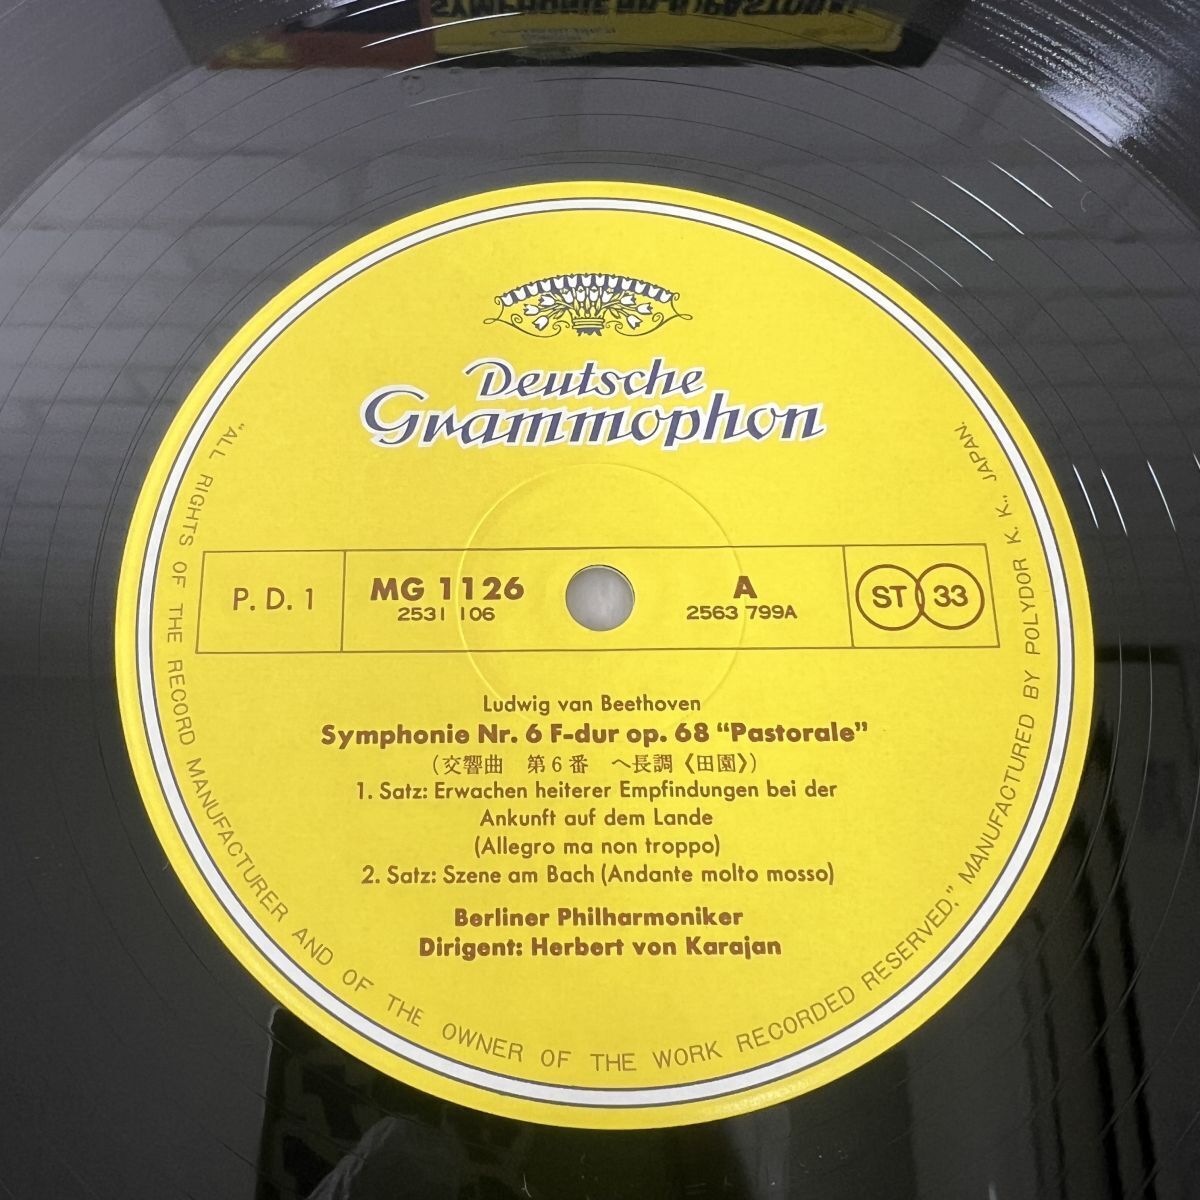 Deutsche
Grammophon
P. D. 1
MG 1126
2531 106
A
2563 799A
ST 33
Ludwig van Beethoven
Symphonie Nr. 6 F-dur op. 68 “Pastorale”
(交響曲　第6番　ヘ長調《田園》)
1. Satz: Erwachen heiterer Empfindungen bei der
Ankunft auf dem Lande
(Allegro ma non troppo)
2. Satz: Szene am Bach (Andante molto mosso)
Berliner Philharmoniker
Dirigent: Herbert von Karajan
"ALL RIGHTS OF THE RECORD MANUFACTURER AND OF THE OWNER OF THE WORK RECORDED RESERVED." MANUFACTURED BY POLYDOR K. K., JAPAN.